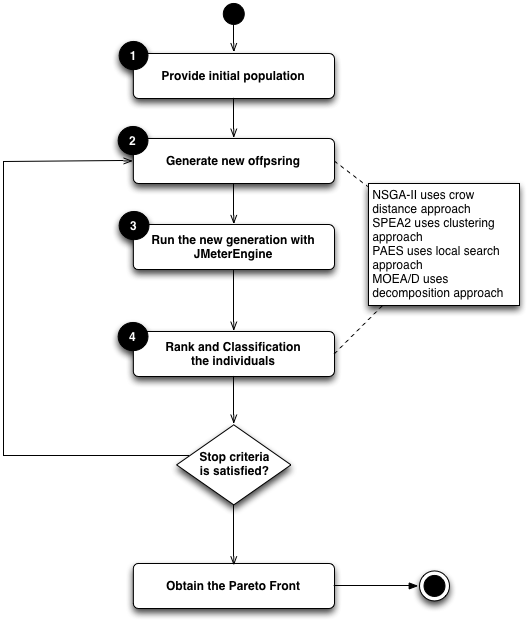 1
Provide initial population
2
Generate new offpsring
NSGA-II uses crow
distance approach
SPEA2 uses clustering
approach
PAES uses local search
approach
MOEA/D uses
decomposition approach
3
Run the new generation with
JMeterEngine
4
Rank and Classification
the individuals
Stop criteria
is satisfied?
Obtain the Pareto Front